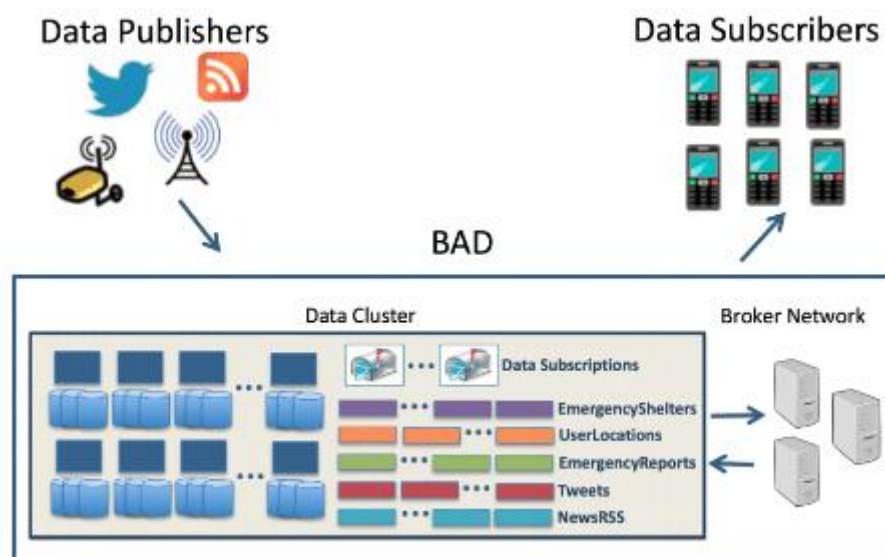 Data Publishers
Data Subscribers
BAD
Data Cluster
Broker Network
Data Subscriptions
EmergencyShelters
UserLocations
EmergencyReports
Tweets
NewsRSS